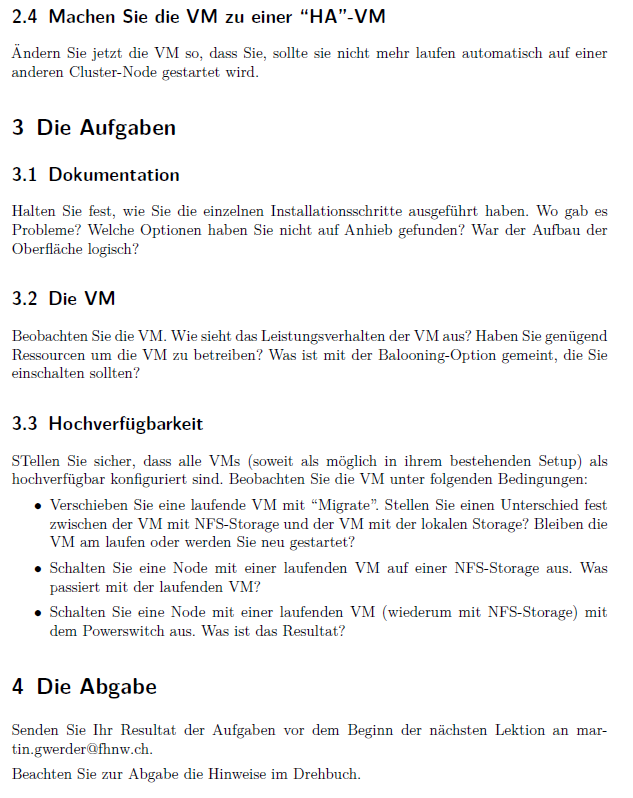 2.4 Machen Sie die VM zu einer “HA”-VM
Ändern Sie jetzt die VM so, dass Sie, sollte sie nicht mehr laufen automatisch auf einer
anderen Cluster-Node gestartet wird.
3 Die Aufgaben
3.1 Dokumentation
Halten Sie fest, wie Sie die einzelnen Installationsschritte ausgeführt haben. Wo gab es
Probleme? Welche Optionen haben Sie nicht auf Anhieb gefunden? War der Aufbau der
Oberfläche logisch?
3.2 Die VM
Beobachten Sie die VM. Wie sieht das Leistungsverhalten der VM aus? Haben Sie genügend
Ressourcen um die VM zu betreiben? Was ist mit der Balooning-Option gemeint, die Sie
einschalten sollten?
3.3 Hochverfügbarkeit
STellen Sie sicher, dass alle VMs (soweit als möglich in ihrem bestehenden Setup) als
hochverfügbar konfiguriert sind. Beobachten Sie die VM unter folgenden Bedingungen:
• Verschieben Sie eine laufende VM mit “Migrate”. Stellen Sie einen Unterschied fest
zwischen der VM mit NFS-Storage und der VM mit der lokalen Storage? Bleiben die
VM am laufen oder werden Sie neu gestartet?
• Schalten Sie eine Node mit einer laufenden VM auf einer NFS-Storage aus. Was
passiert mit der laufenden VM?
• Schalten Sie eine Node mit einer laufenden VM (wiederum mit NFS-Storage) mit
dem Powerswitch aus. Was ist das Resultat?
4 Die Abgabe
Senden Sie Ihr Resultat der Aufgaben vor dem Beginn der nächsten Lektion an mar-
tin.gwerder@fhnw.ch.
Beachten Sie zur Abgabe die Hinweise im Drehbuch.